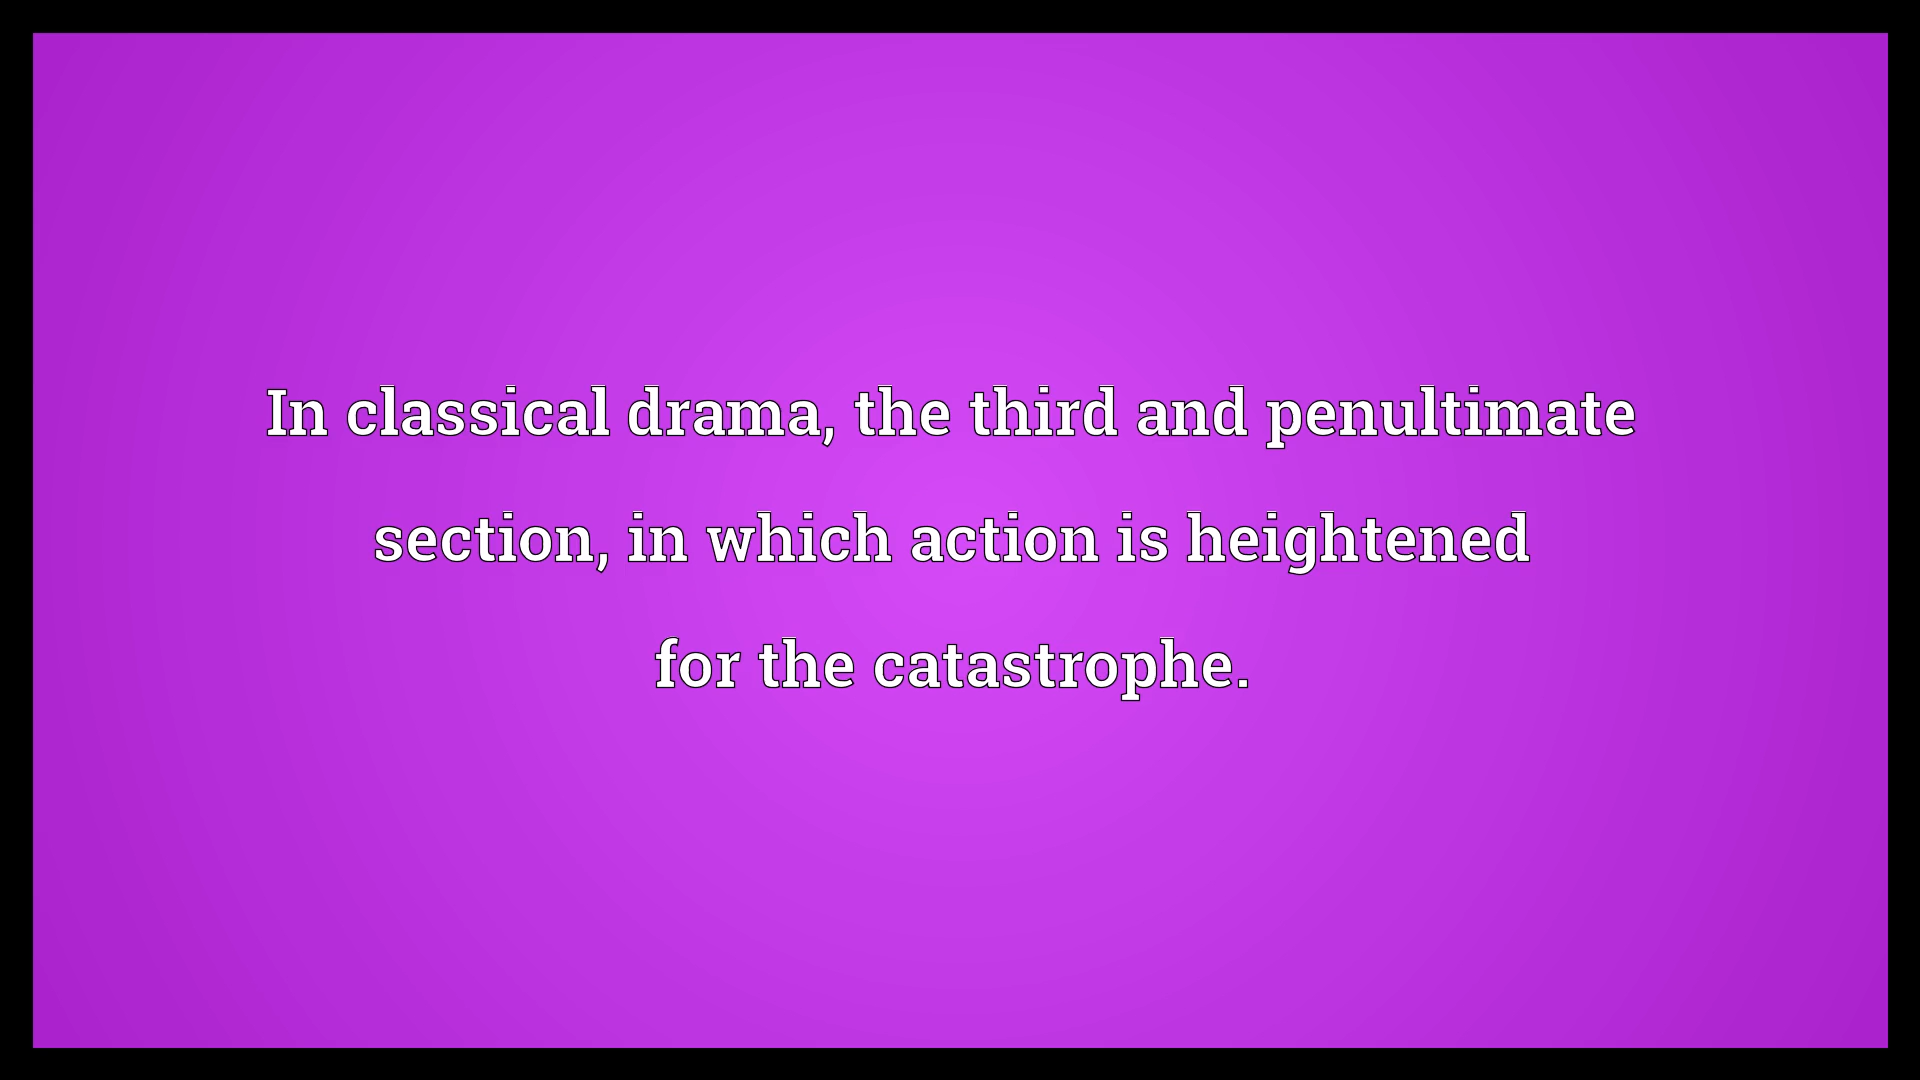 In classical drama, the third and penultimate
section, in which action is heightened
for the catastrophe.